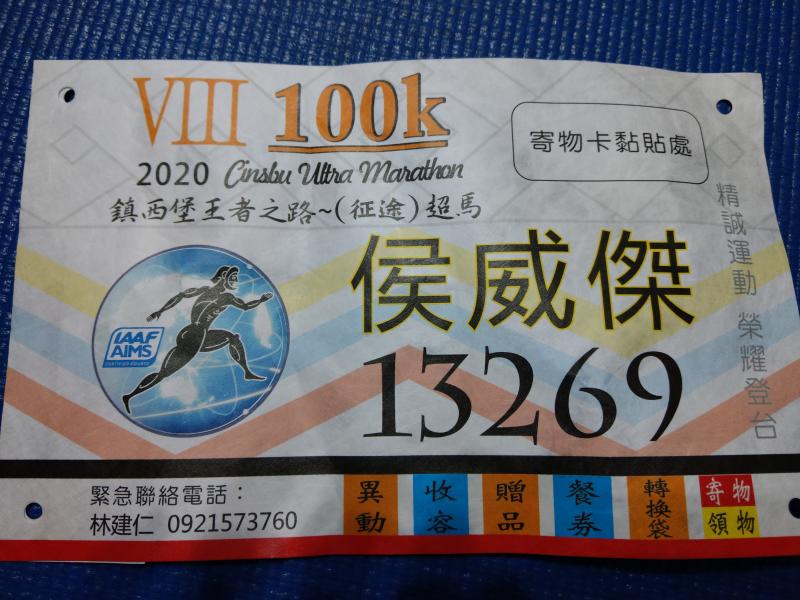 VIII 100k
2020 Cinsbu Ultra Marathon
鎮西堡王者之路~(征途)超馬
寄物卡黏貼處
侯威傑
13269
精誠運動 榮耀登台
IAAF
AIMS
CERTIFIED COURSE
緊急聯絡電話：
林建仁 0921573760
異動
收容
贈品
餐券
轉換袋
寄物
領物